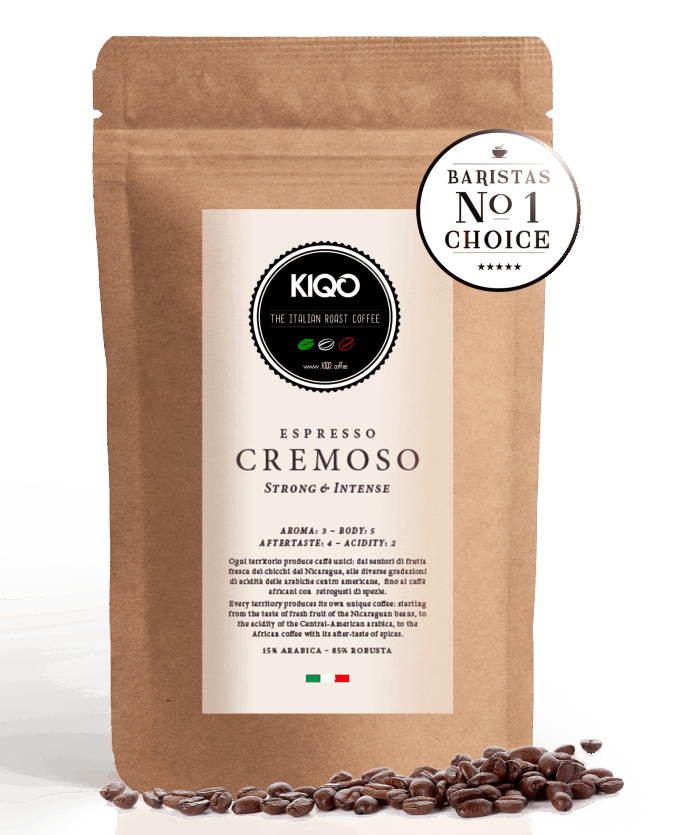 BARISTAS
No 1
CHOICE
KIQO
THE ITALIAN ROAST COFFEE
www.KIQO.coffee
ESPRESSO
CREMOSO
STRONG & INTENSE
AROMA: 3 – BODY: 5
AFTERTASTE: 4 – ACIDITY: 2
Ogni territorio produce caffè unici: dai sentori di frutta
fresca dei chicchi del Nicaragua, alle diverse gradazioni
di acidità delle arabiche centro americane, fino ai caffè
africani con retrogusti di spezie.
Every territory produces its own unique coffee: starting
from the taste of fresh fruit of the Nicaraguan beans, to
the acidity of the Central-American arabica, to the
African coffee with its after-taste of spices.
15% ARABICA – 85% ROBUSTA